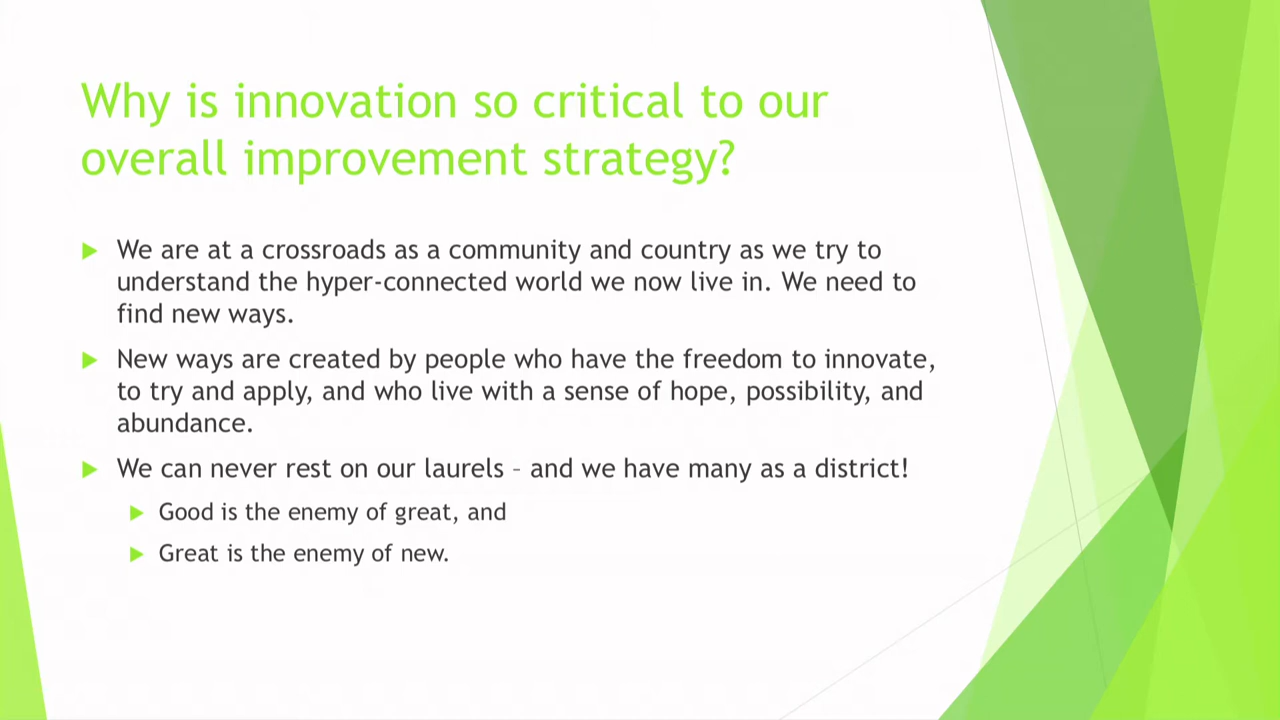 Why is innovation so critical to our
overall improvement strategy?
We are at a crossroads as a community and country as we try to
understand the hyper-connected world we now live in. We need to
find new ways.
New ways are created by people who have the freedom to innovate,
to try and apply, and who live with a sense of hope, possibility, and
abundance.
We can never rest on our laurels – and we have many as a district!
Good is the enemy of great, and
Great is the enemy of new.